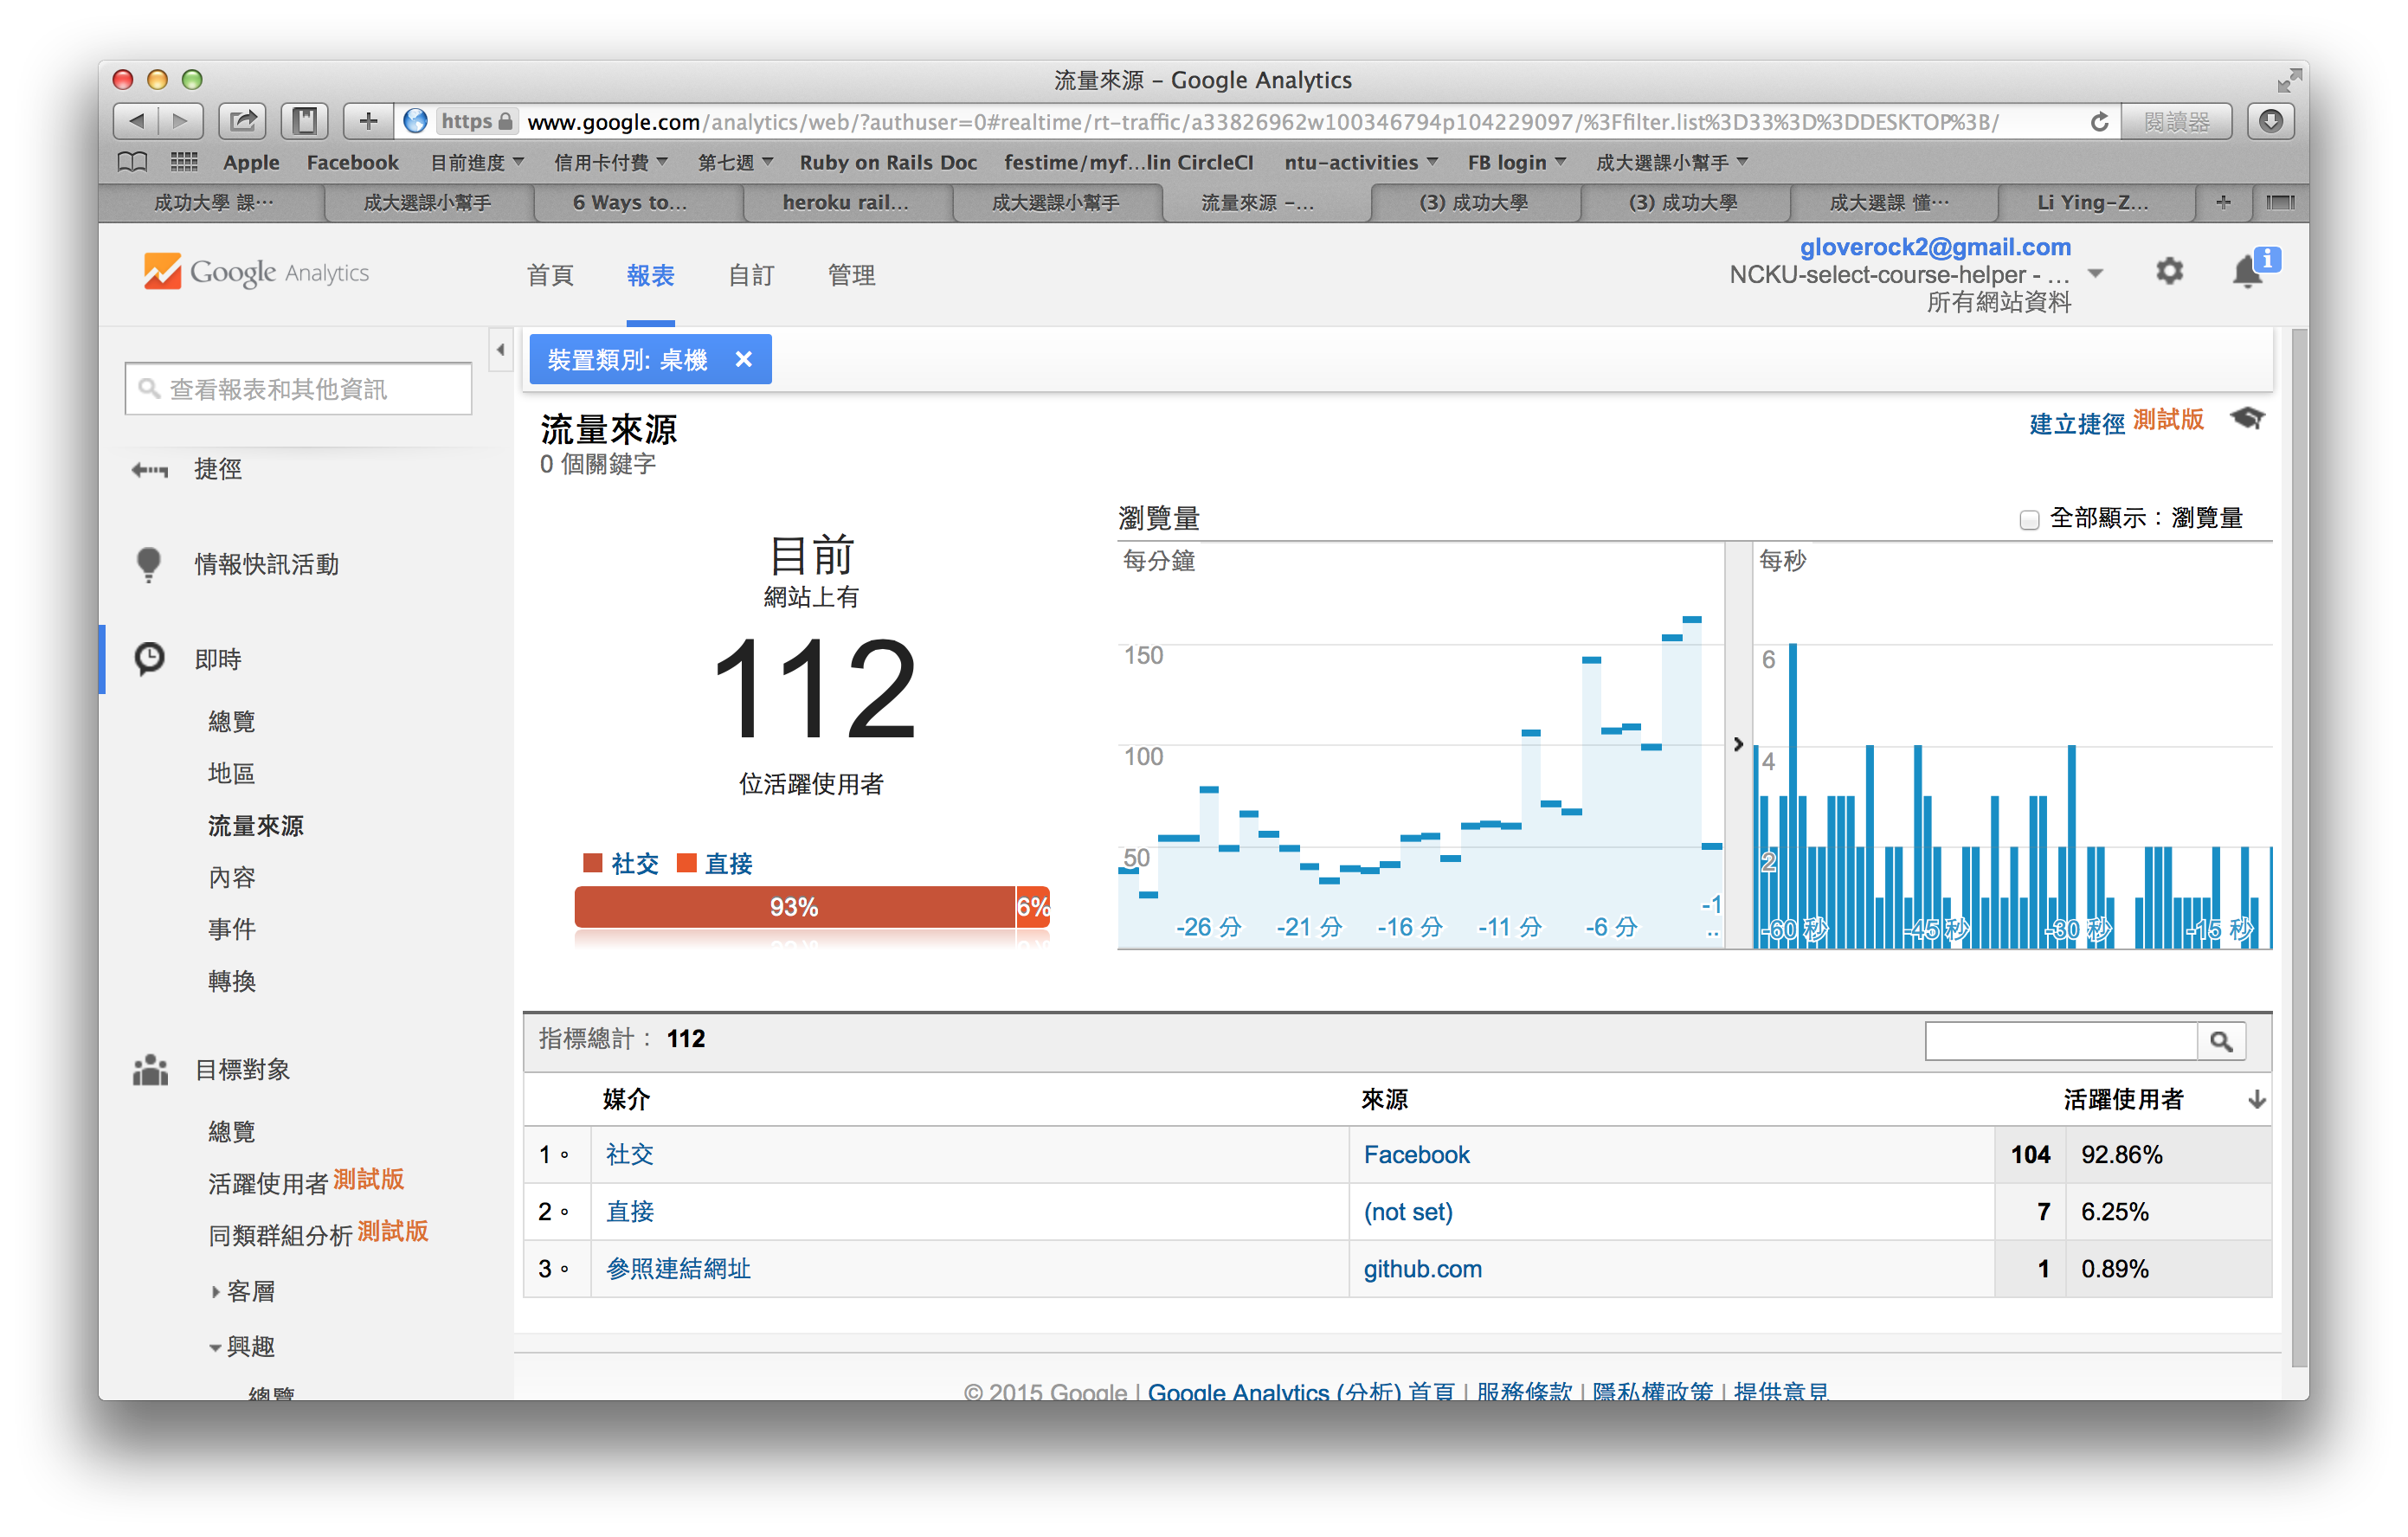 流量來源 – Google Analytics
https www.google.com/analytics/web/?authuser=0#realtime/rt-traffic/a33826962w100346794p104229097/%3Ffilter.list%3D33%3D%3DDESKTOP%3B/ 閱讀器
Apple Facebook 目前進度 信用卡付費 第七週 Ruby on Rails Doc festime/myf...lin CircleCI ntu-activities FB login 成大選課小幫手
成功大學 課⋯ 成大選課小幫手 6 Ways to... heroku rail... 成大選課小幫手 流量來源 –... (3) 成功大學 (3) 成功大學 成大選課 懂⋯ Li Ying-Z...
Google Analytics 首頁 報表 自訂 管理
gloverock2@gmail.com
NCKU-select-course-helper - ...
所有網站資料
查看報表和其他資訊
捷徑
情報快訊活動
即時
總覽
地區
流量來源
內容
事件
轉換
目標對象
總覽
活躍使用者 測試版
同類群組分析 測試版
客層
興趣
總覽
裝置類別: 桌機 ×
流量來源
0 個關鍵字
建立捷徑 測試版
目前
網站上有
112
位活躍使用者
社交 直接
93% 6%
瀏覽量
全部顯示：瀏覽量
每分鐘
150
100
50
-26 分 -21 分 -16 分 -11 分 -6 分 -1
..
每秒
6
4
2
-60 秒 -45 秒 -30 秒 -15 秒
指標總計： 112
媒介 來源 活躍使用者
1。 社交 Facebook 104 92.86%
2。 直接 (not set) 7 6.25%
3。 參照連結網址 github.com 1 0.89%
© 2015 Google | Google Analytics (分析) 首頁 | 服務條款 | 隱私權政策 | 提供意見